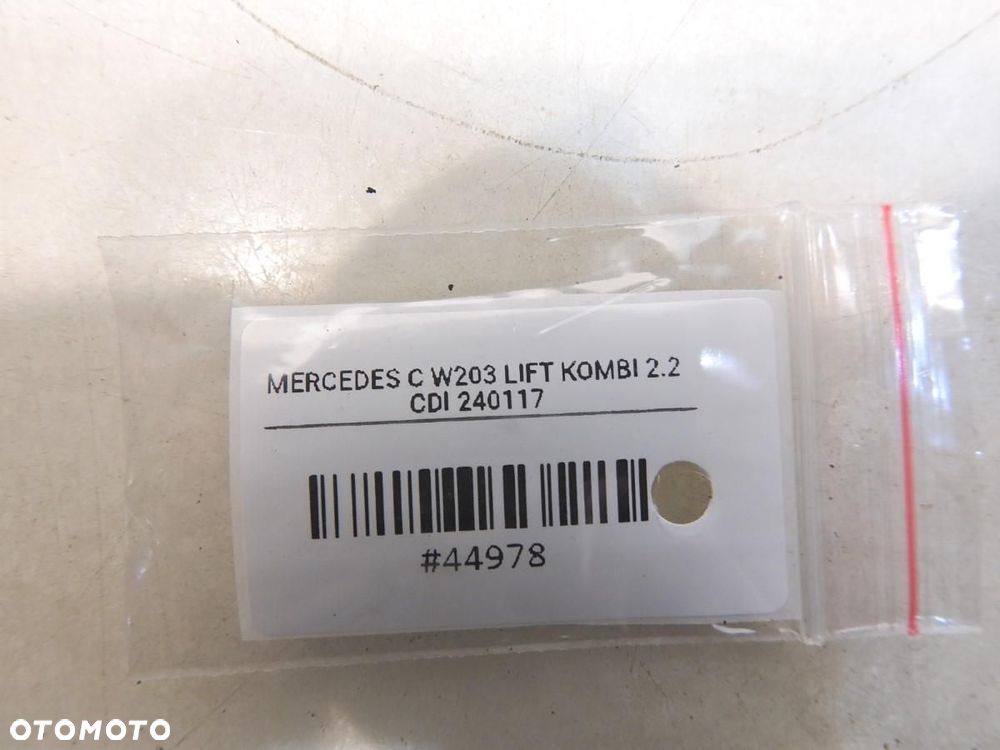 MERCEDES C W203 LIFT KOMBI 2.2
CDI 240117
#44978
OTOMOTO